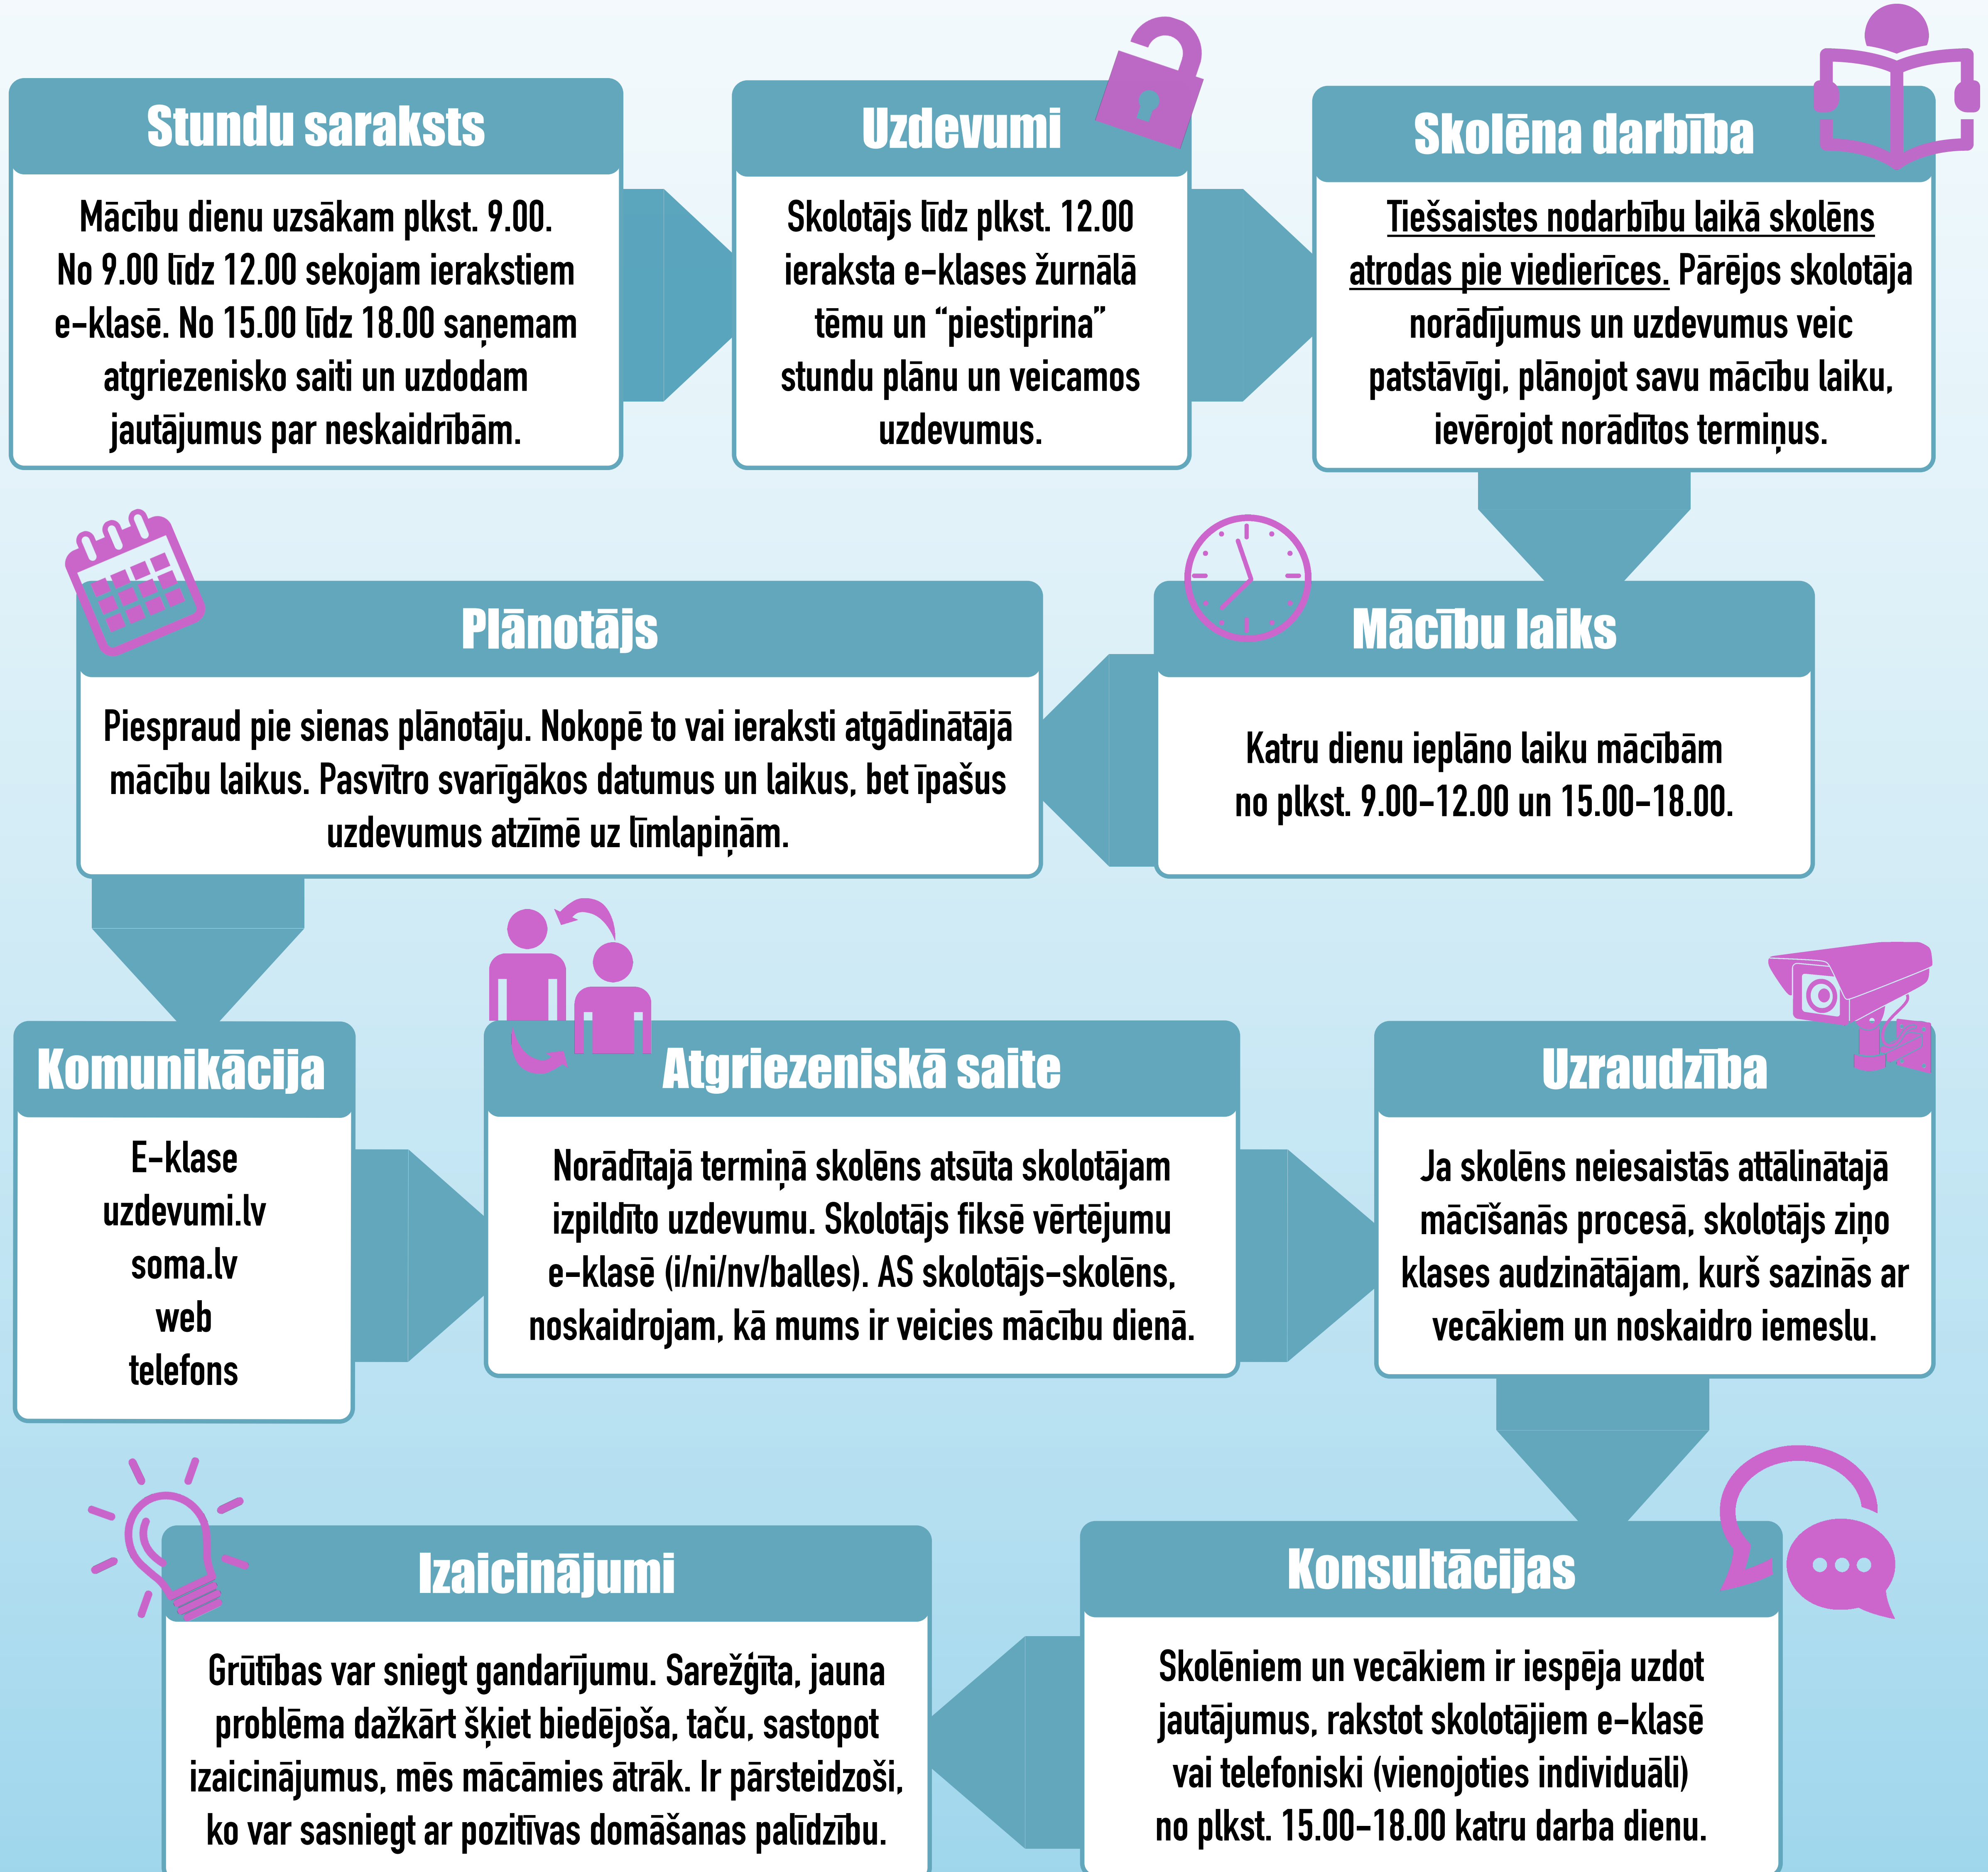 Stundu saraksts
Mācību dienu uzsākam plkst. 9.00.
No 9.00 līdz 12.00 sekojam ierakstiem
e-klasē. No 15.00 līdz 18.00 saņemam
atgriezenisko saiti un uzdodam
jautājumus par neskaidrībām.
Uzdevumi
Skolotājs līdz plkst. 12.00
ieraksta e-klases žurnālā
tēmu un “piestiprina”
stundu plānu un veicamos
uzdevumus.
Skolēna darbība
Tiešsaistes nodarbību laikā skolēns
atrodas pie viedierīces. Pārējos skolotāja
norādījumus un uzdevumus veic
patstāvīgi, plānojot savu mācību laiku,
ievērojot norādītos termiņus.
Mācību laiks
Katru dienu ieplāno laiku mācībām
no plkst. 9.00-12.00 un 15.00-18.00.
Plānotājs
Piespraud pie sienas plānotāju. Nokopē to vai ieraksti atgādinātājā
mācību laikus. Pasvītro svarīgākos datumus un laikus, bet īpašus
uzdevumus atzīmē uz līmlapiņām.
Komunikācija
E-klase
uzdevumi.lv
soma.lv
web
telefons
Atgriezeniskā saite
Norādītajā termiņā skolēns atsūta skolotājam
izpildīto uzdevumu. Skolotājs fiksē vērtējumu
e-klasē (i/ni/nv/balles). AS skolotājs-skolēns,
noskaidrojam, kā mums ir veicies mācību dienā.
Uzraudzība
Ja skolēns neiesaistās attālinātajā
mācīšanās procesā, skolotājs ziņo
klases audzinātājam, kurš sazinās ar
vecākiem un noskaidro iemeslu.
Konsultācijas
Skolēniem un vecākiem ir iespēja uzdot
jautājumus, rakstot skolotājiem e-klasē
vai telefoniski (vienojoties individuāli)
no plkst. 15.00-18.00 katru darba dienu.
Izaicinājumi
Grūtības var sniegt gandarījumu. Sarežģīta, jauna
problēma dažkārt šķiet biedējoša, taču, sastopot
izaicinājumus, mēs mācāmies ātrāk. Ir pārsteidzoši,
ko var sasniegt ar pozitīvas domāšanas palīdzību.